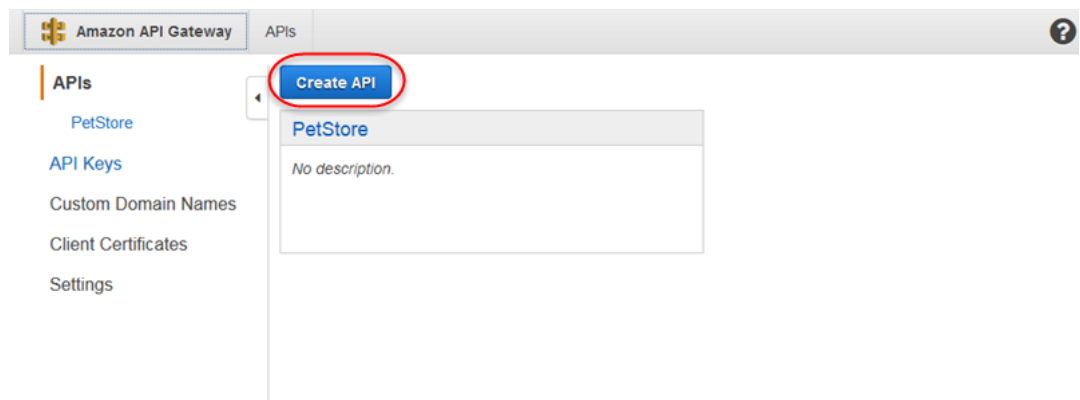 Amazon API Gateway APIs
APIs
PetStore
API Keys
Custom Domain Names
Client Certificates
Settings
Create API
PetStore
No description.
?